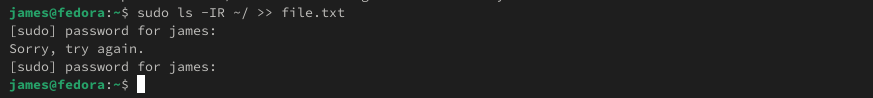 james@fedora:~$ sudo ls -IR ~/ >> file.txt
[sudo] password for james:
Sorry, try again.
[sudo] password for james:
james@fedora:~$